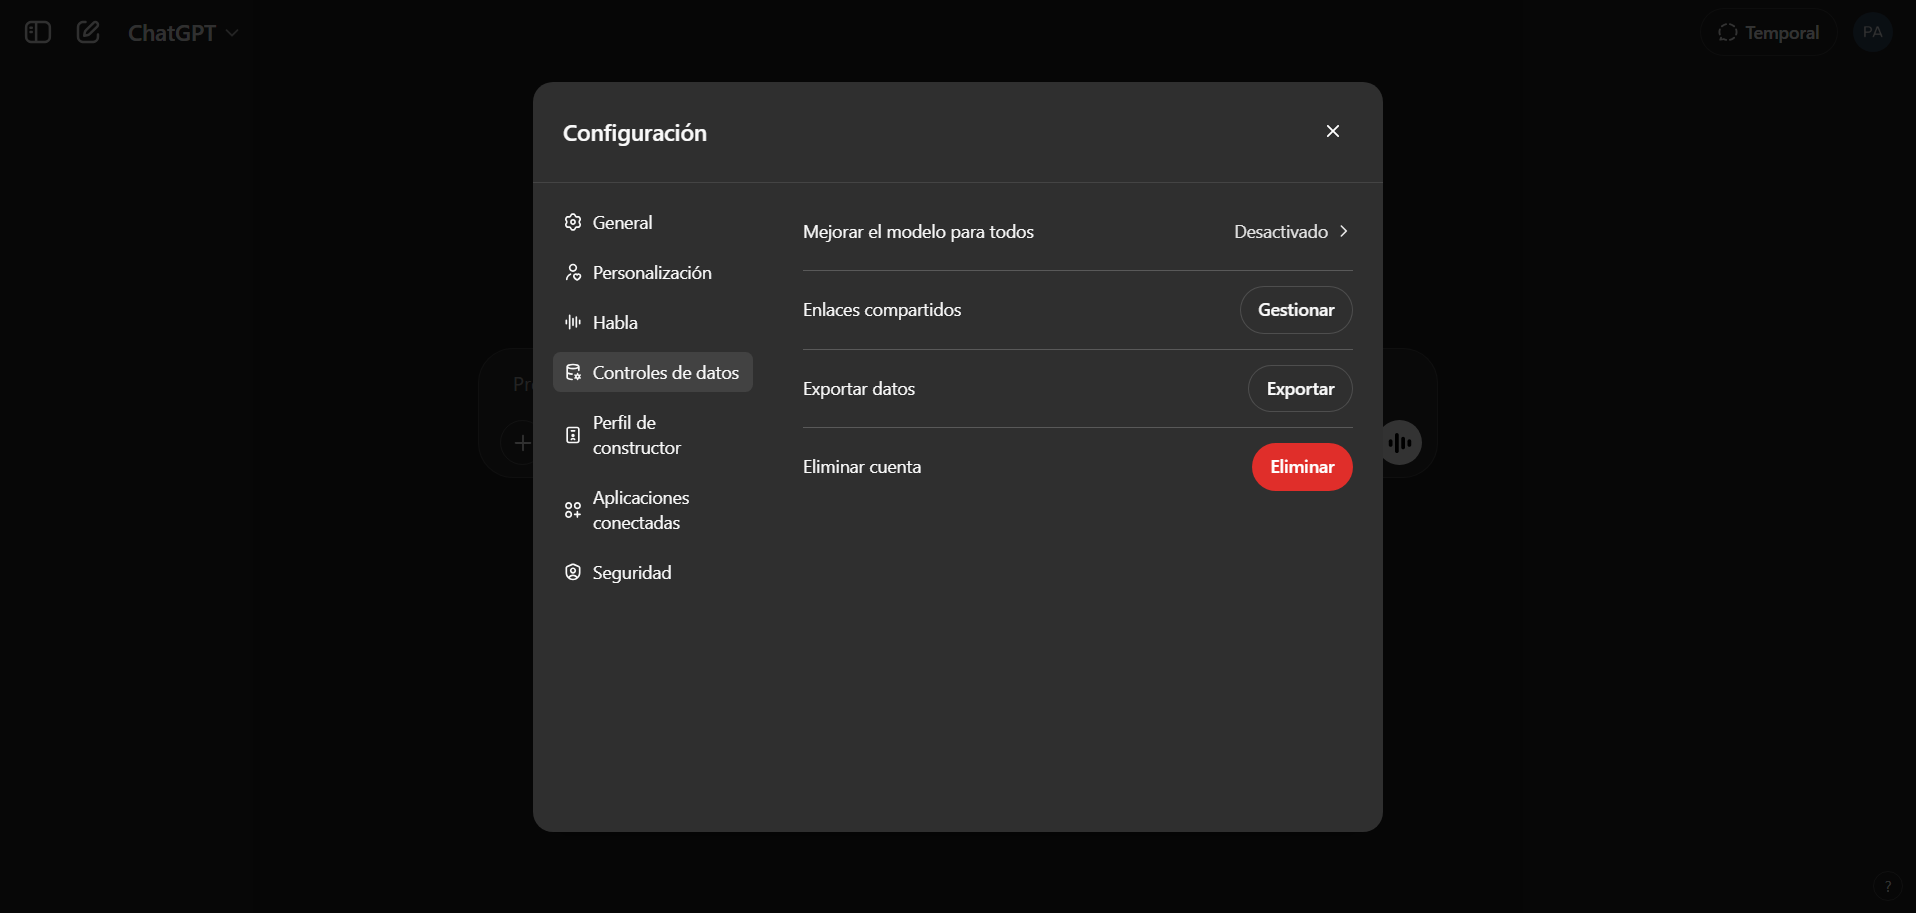 ChatGPT
Temporal
PA
Configuración
General
Personalización
Habla
Controles de datos
Perfil de
constructor
Aplicaciones
conectadas
Seguridad
Mejorar el modelo para todos
Desactivado
Enlaces compartidos
Gestionar
Exportar datos
Exportar
Eliminar cuenta
Eliminar
?